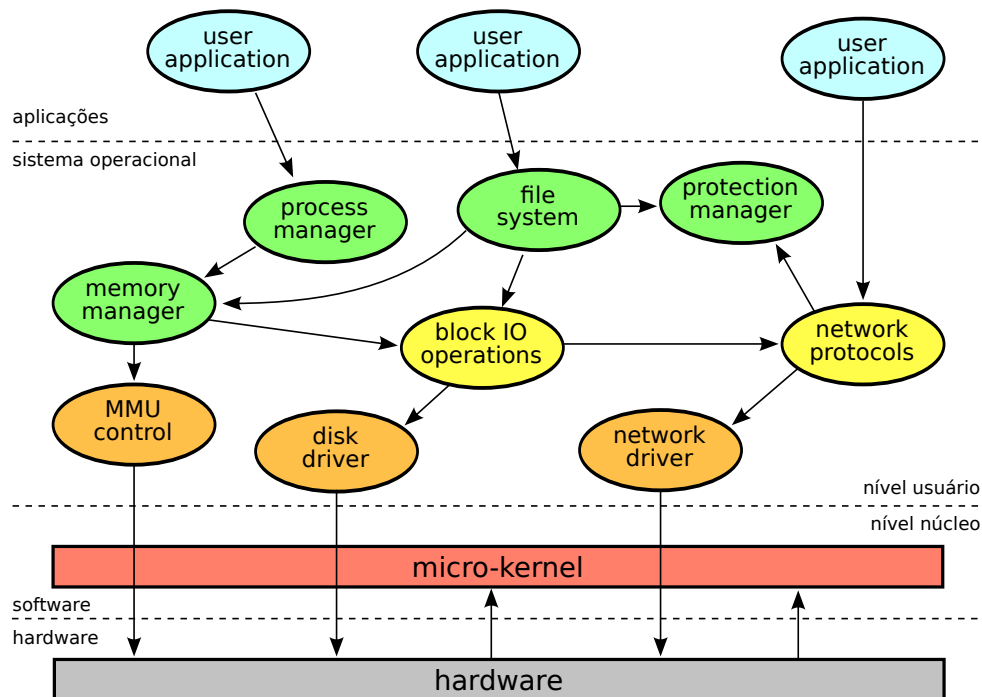 user
application
user
application
user
application
aplicações
sistema operacional
process
manager
file
system
protection
manager
memory
manager
block IO
operations
network
protocols
MMU
control
disk
driver
network
driver
nível usuário
nível núcleo
micro-kernel
software
hardware
hardware